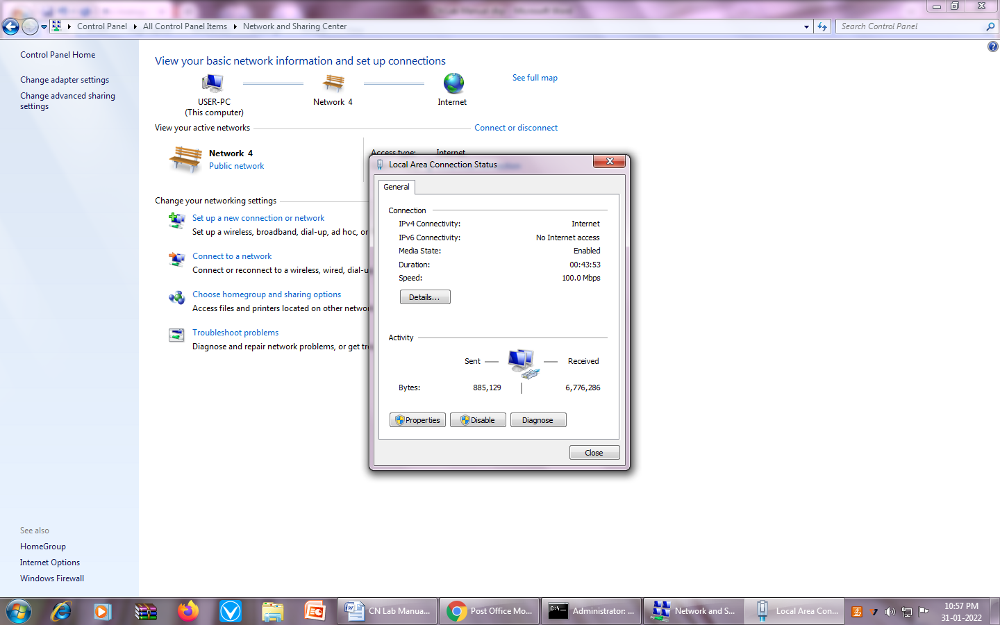 Control Panel
All Control Panel Items
Network and Sharing Center
Search Control Panel
Control Panel Home
Change adapter settings
Change advanced sharing
settings
See also
HomeGroup
Internet Options
Windows Firewall
View your basic network information and set up connections
USER-PC
(This computer)
Network 4
Internet
See full map
View your active networks
Connect or disconnect
Network 4
Public network
Access type:
Internet
Change your networking settings
Set up a new connection or network
Set up a wireless, broadband, dial-up, ad hoc, or
Connect to a network
Connect or reconnect to a wireless, wired, dial-u
Choose homegroup and sharing options
Access files and printers located on other networ
Troubleshoot problems
Diagnose and repair network problems, or get tr
Local Area Connection Status
General
Connection
IPv4 Connectivity: Internet
IPv6 Connectivity: No Internet access
Media State: Enabled
Duration: 00:43:53
Speed: 100.0 Mbps
Details...
Activity
Sent
Received
Bytes: 885,129 6,776,286
Properties
Disable
Diagnose
Close
CN Lab Manua...
Post Office Mo...
Administrator: ...
Network and S...
Local Area Con...
10:57 PM
31-01-2022